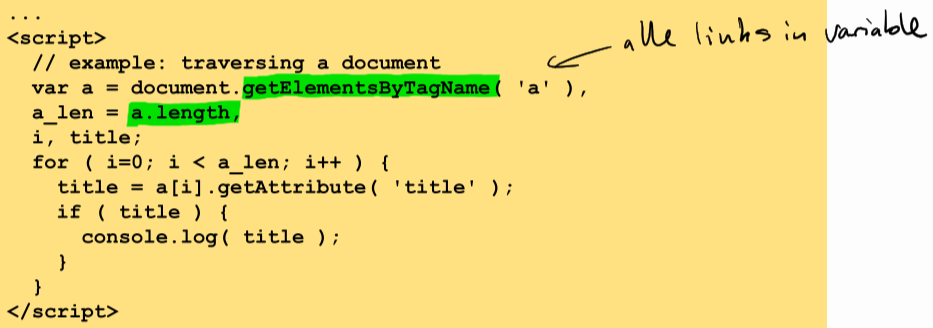 ...
<script>
// example: traversing a document
var a = document.getElementsByTagName( 'a' ),
a_len = a.length,
i, title;
for ( i=0; i < a_len; i++ ) {
title = a[i].getAttribute( 'title' );
if ( title ) {
console.log( title );
}
}
</script>
alle links in variable